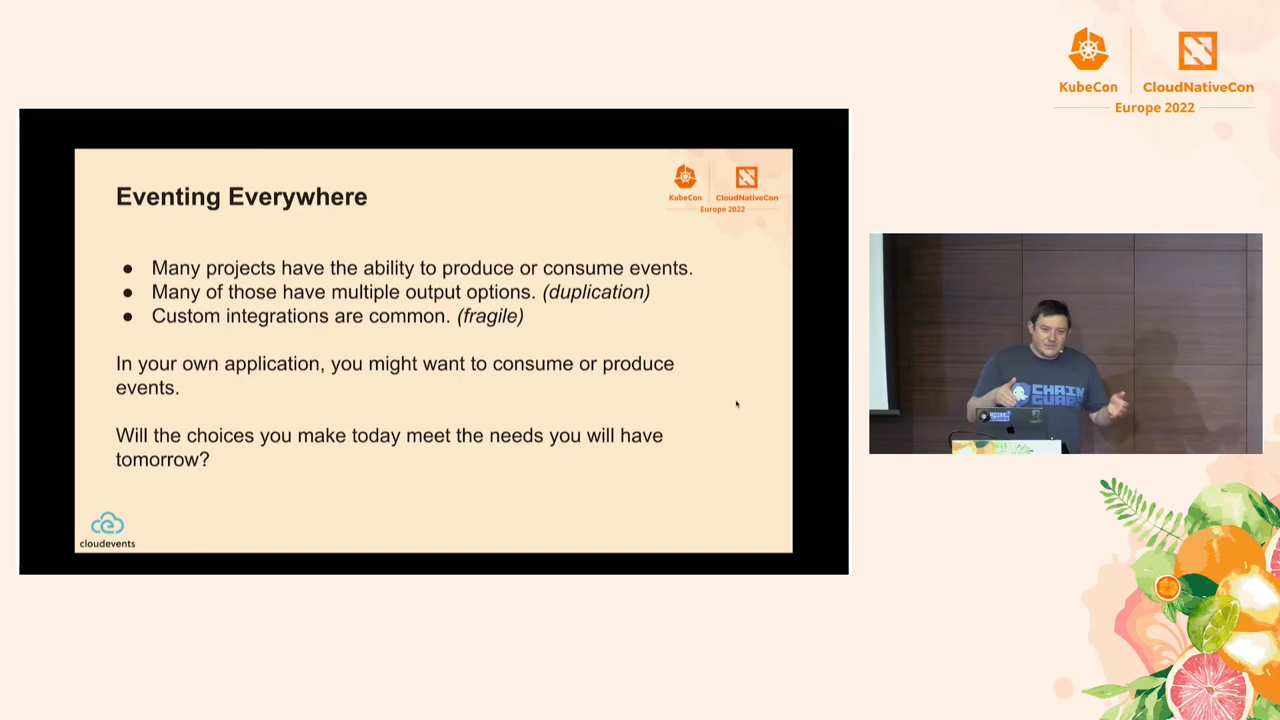 KubeCon
CloudNativeCon
Europe 2022
Eventing Everywhere
KubeCon
CloudNativeCon
Europe 2022
● Many projects have the ability to produce or consume events.
● Many of those have multiple output options. (duplication)
● Custom integrations are common. (fragile)
In your own application, you might want to consume or produce
events.
Will the choices you make today meet the needs you will have
tomorrow?
cloudevents
CHAIN
GUARD